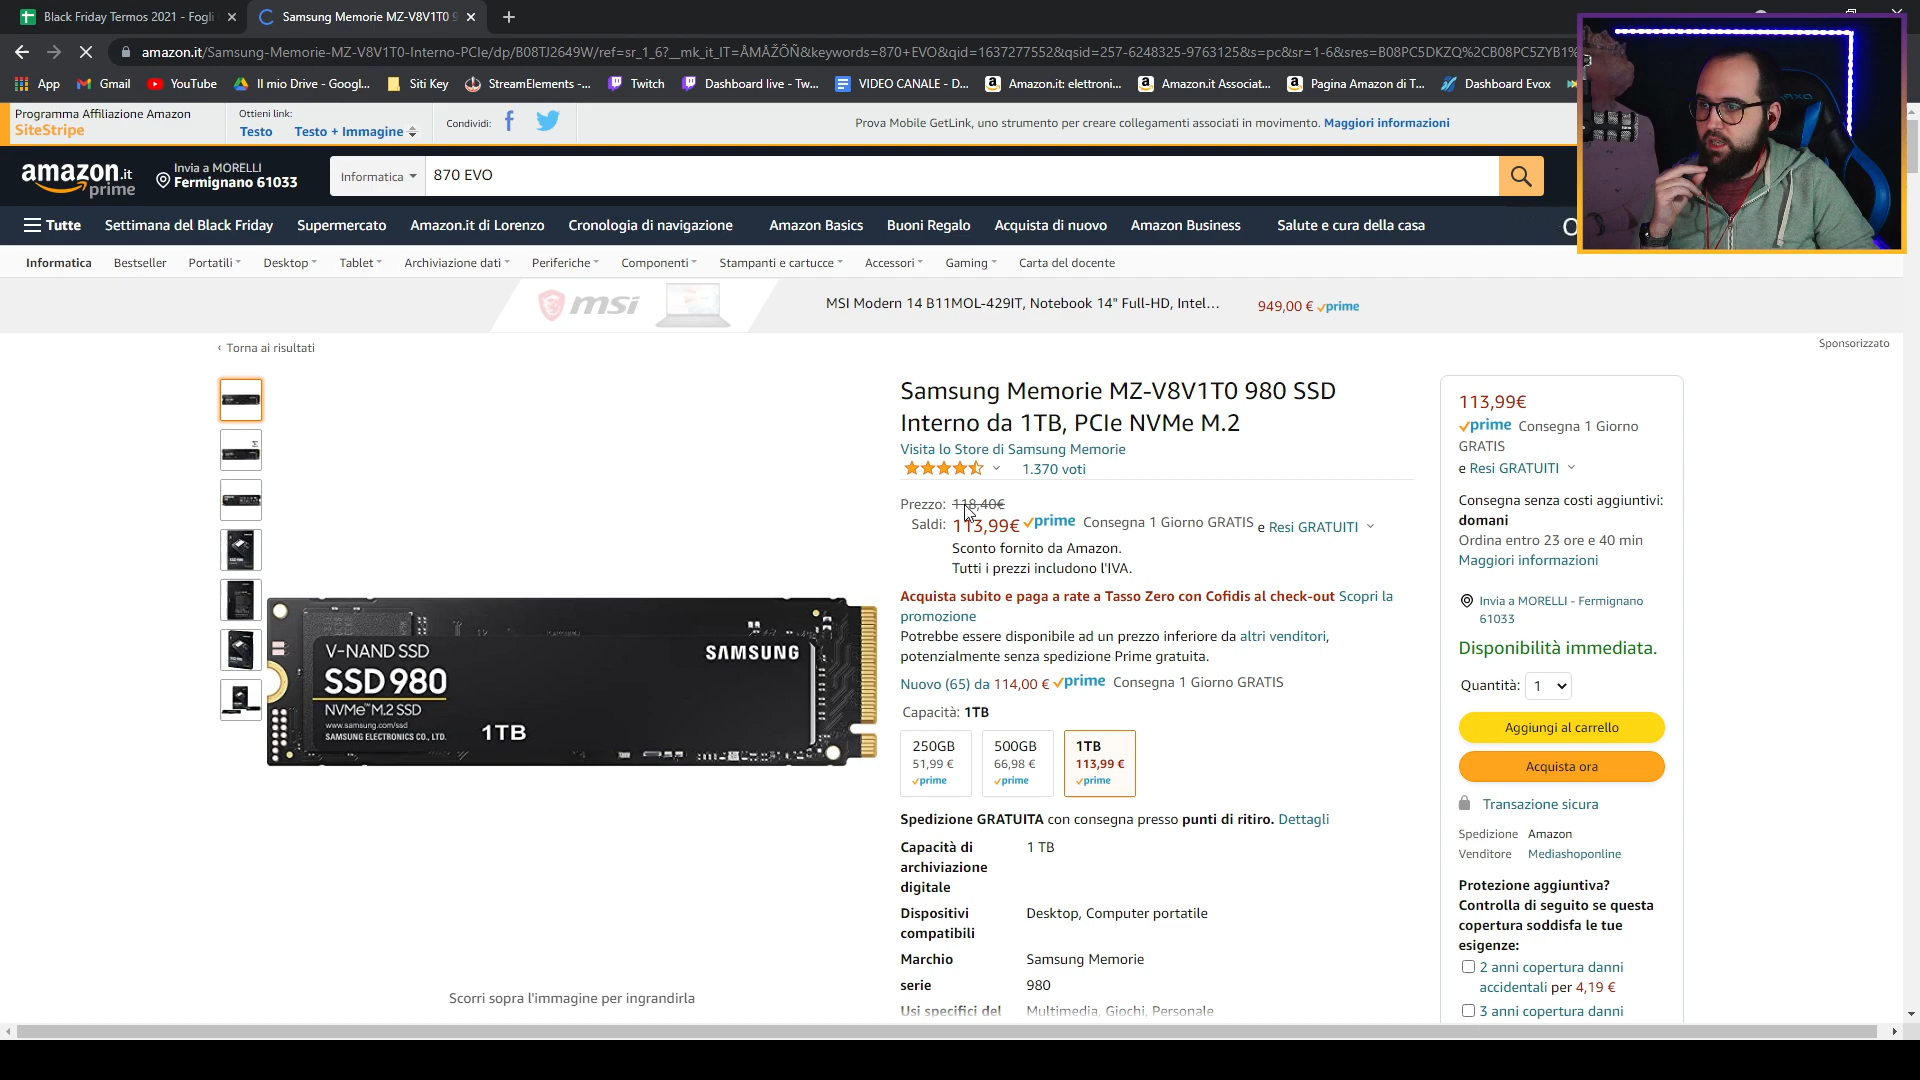 Black Friday Termos 2021 - Fogli
Samsung Memorie MZ-V8V1T0 9
amazon.it/Samsung-Memorie-MZ-V8V1T0-Interno-PCIe/dp/B08TJ2649W/ref=sr_1_6?__mk_it_IT=ÅMÅŽÕÑ&keywords=870+EVO&qid=1637277552&qsid=257-6248325-9763125&s=pc&sr=1-6&sres=B08PC5DKZQ%2CB08PC5ZYB1%
App
Gmail
YouTube
Il mio Drive - Googl...
Siti Key
StreamElements -...
Twitch
Dashboard live - Tw...
VIDEO CANALE - D...
Amazon.it: elettroni...
Amazon.it Associat...
Pagina Amazon di T...
Dashboard Evox
Programma Affiliazione Amazon
SiteStripe
Ottieni link:
Testo
Testo + Immagine
Condividi:
Prova Mobile GetLink, uno strumento per creare collegamenti associati in movimento. Maggiori informazioni
amazon.it
prime
Invia a MORELLI
Fermignano 61033
Informatica
870 EVO
Tutte
Settimana del Black Friday
Supermercato
Amazon.it di Lorenzo
Cronologia di navigazione
Amazon Basics
Buoni Regalo
Acquista di nuovo
Amazon Business
Salute e cura della casa
Informatica
Bestseller
Portatili
Desktop
Tablet
Archiviazione dati
Periferiche
Componenti
Stampanti e cartucce
Accessori
Gaming
Carta del docente
msi
MSI Modern 14 B11MOL-429IT, Notebook 14" Full-HD, Intel...
949,00 € prime
Sponsorizzato
‹ Torna ai risultati
V-NAND SSD
SSD 980
NVMe™ M.2 SSD
www.samsung.com/ssd
SAMSUNG ELECTRONICS CO., LTD.
1TB
SAMSUNG
Scorri sopra l'immagine per ingrandirla
Samsung Memorie MZ-V8V1T0 980 SSD
Interno da 1TB, PCIe NVMe M.2
Visita lo Store di Samsung Memorie
1.370 voti
Prezzo: 118,40€
Saldi: 113,99€ prime Consegna 1 Giorno GRATIS e Resi GRATUITI
Sconto fornito da Amazon.
Tutti i prezzi includono l'IVA.
Acquista subito e paga a rate a Tasso Zero con Cofidis al check-out Scopri la
promozione
Potrebbe essere disponibile ad un prezzo inferiore da altri venditori,
potenzialmente senza spedizione Prime gratuita.
Nuovo (65) da 114,00 € prime Consegna 1 Giorno GRATIS
Capacità: 1TB
250GB
51,99 €
prime
500GB
66,98 €
prime
1TB
113,99 €
prime
Spedizione GRATUITA con consegna presso punti di ritiro. Dettagli
Capacità di
archiviazione
digitale
1 TB
Dispositivi
compatibili
Desktop, Computer portatile
Marchio
Samsung Memorie
serie
980
Usi specifici del
Multimedia, Giochi, Personale
113,99€
prime Consegna 1 Giorno
GRATIS
e Resi GRATUITI
Consegna senza costi aggiuntivi:
domani
Ordina entro 23 ore e 40 min
Maggiori informazioni
Invia a MORELLI - Fermignano
61033
Disponibilità immediata.
Quantità: 1
Aggiungi al carrello
Acquista ora
Transazione sicura
Spedizione Amazon
Venditore Mediashoponline
Protezione aggiuntiva?
Controlla di seguito se questa
copertura soddisfa le tue
esigenze:
2 anni copertura danni
accidentali per 4,19 €
3 anni copertura danni